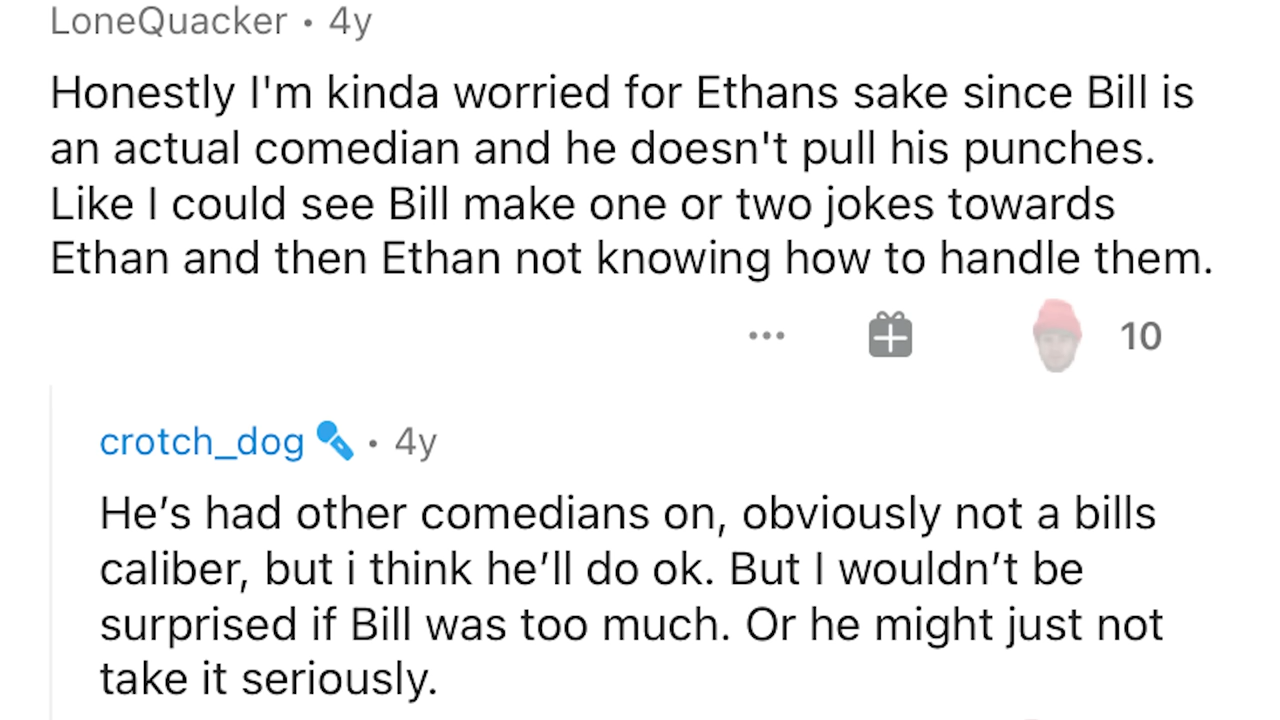 LoneQuacker • 4y
Honestly I'm kinda worried for Ethans sake since Bill is
an actual comedian and he doesn't pull his punches.
Like I could see Bill make one or two jokes towards
Ethan and then Ethan not knowing how to handle them.
10
crotch_dog • 4y
He’s had other comedians on, obviously not a bills
caliber, but i think he’ll do ok. But I wouldn’t be
surprised if Bill was too much. Or he might just not
take it seriously.